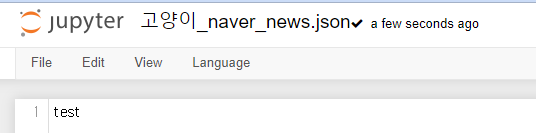 jupyter 고양이_naver_news.json✔ a few seconds ago
File Edit View Language
1 test